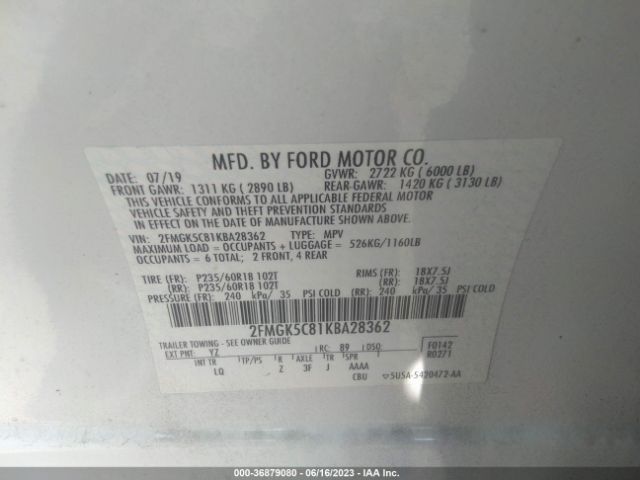 MFD. BY FORD MOTOR CO.
DATE: 07/19 GVWR: 2722 KG ( 6000 LB)
FRONT GAWR: 1311 KG ( 2890 LB) REAR GAWR: 1420 KG ( 3130 LB)
THIS VEHICLE CONFORMS TO ALL APPLICABLE FEDERAL MOTOR
VEHICLE SAFETY AND THEFT PREVENTION STANDARDS
IN EFFECT ON THE DATE OF MANUFACTURE SHOWN ABOVE.
VIN: 2FMGK5C81KBA28362 TYPE: MPV
MAXIMUM LOAD = OCCUPANTS + LUGGAGE = 526KG/1160LB
OCCUPANTS = 6 TOTAL; 2 FRONT, 4 REAR
TIRE (FR): P235/60R18 102T RIMS (FR): 18X7.5J
(RR): P235/60R18 102T (RR): 18X7.5J
PRESSURE (FR): 240 kPa/ 35 PSI COLD (RR): 240 kPa/ 35 PSI COLD
2FMGK5C81KBA28362
TRAILER TOWING - SEE OWNER GUIDE
EXT PNT: YZ RC: 89 DSO: F0142
R0271
INT TR TP/PS R AXLE TR SPR
LQ 2 3F J AAAA
CBU 5USA-5420472-AA
000-36879080 - 06/16/2023 - IAA Inc.